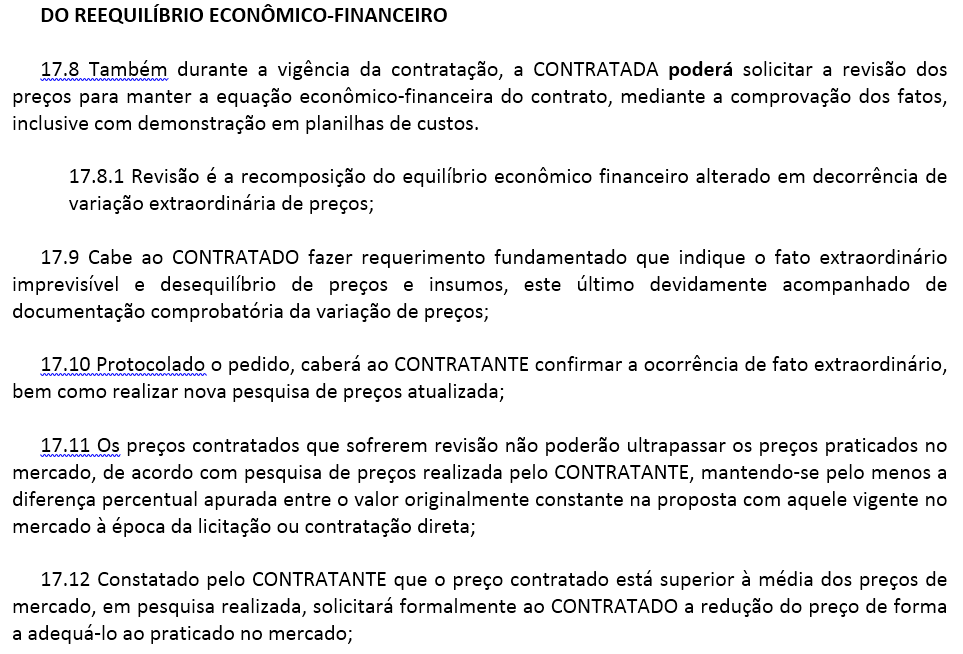 DO REEQUILÍBRIO ECONÔMICO-FINANCEIRO
17.8 Também durante a vigência da contratação, a CONTRATADA poderá solicitar a revisão dos
preços para manter a equação econômico-financeira do contrato, mediante a comprovação dos fatos,
inclusive com demonstração em planilhas de custos.
17.8.1 Revisão é a recomposição do equilíbrio econômico financeiro alterado em decorrência de
variação extraordinária de preços;
17.9 Cabe ao CONTRATADO fazer requerimento fundamentado que indique o fato extraordinário
imprevisível e desequilíbrio de preços e insumos, este último devidamente acompanhado de
documentação comprobatória da variação de preços;
17.10 Protocolado o pedido, caberá ao CONTRATANTE confirmar a ocorrência de fato extraordinário,
bem como realizar nova pesquisa de preços atualizada;
17.11 Os preços contratados que sofrerem revisão não poderão ultrapassar os preços praticados no
mercado, de acordo com pesquisa de preços realizada pelo CONTRATANTE, mantendo-se pelo menos a
diferença percentual apurada entre o valor originalmente constante na proposta com aquele vigente no
mercado à época da licitação ou contratação direta;
17.12 Constatado pelo CONTRATANTE que o preço contratado está superior à média dos preços de
mercado, em pesquisa realizada, solicitará formalmente ao CONTRATADO a redução do preço de forma
a adequá-lo ao praticado no mercado;